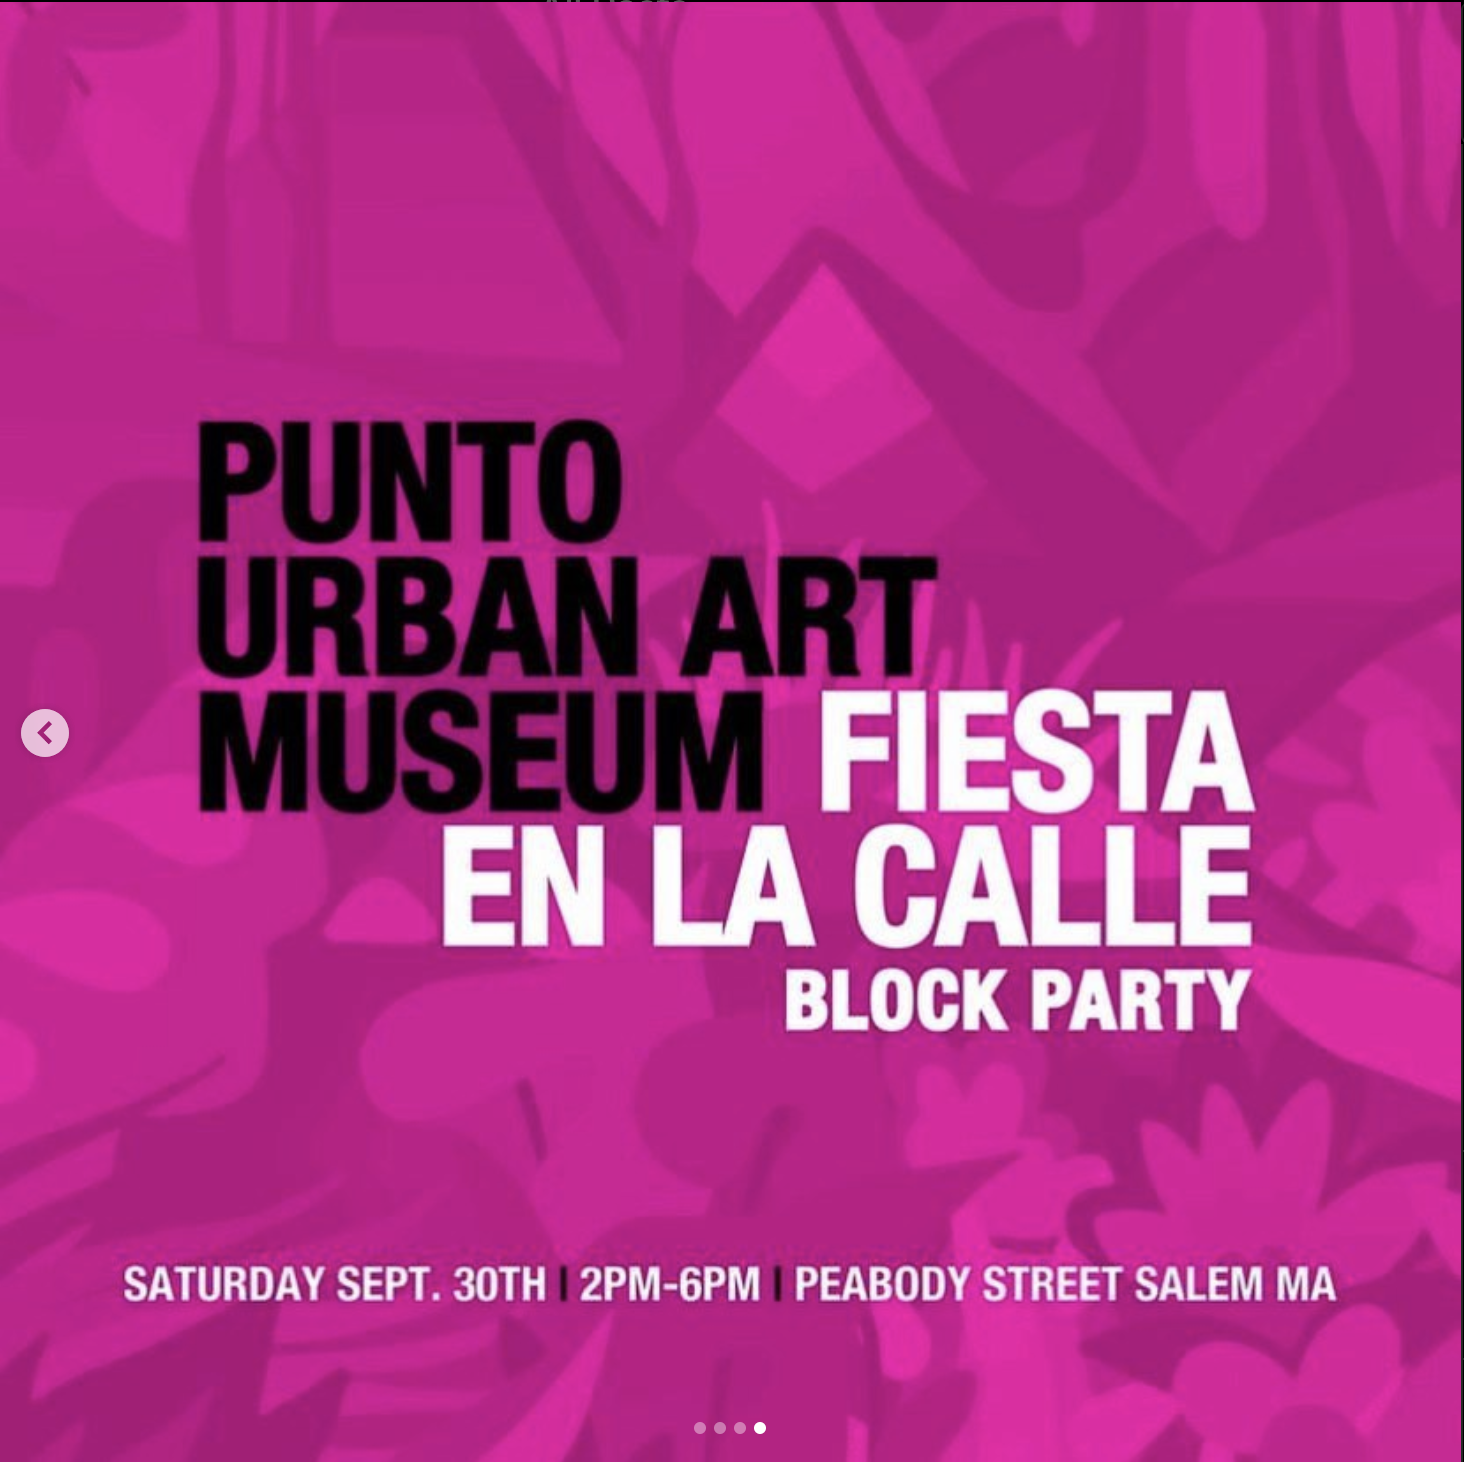 PUNTO
URBAN ART
MUSEUM FIESTA
EN LA CALLE
BLOCK PARTY
SATURDAY SEPT. 30TH | 2PM-6PM | PEABODY STREET SALEM MA